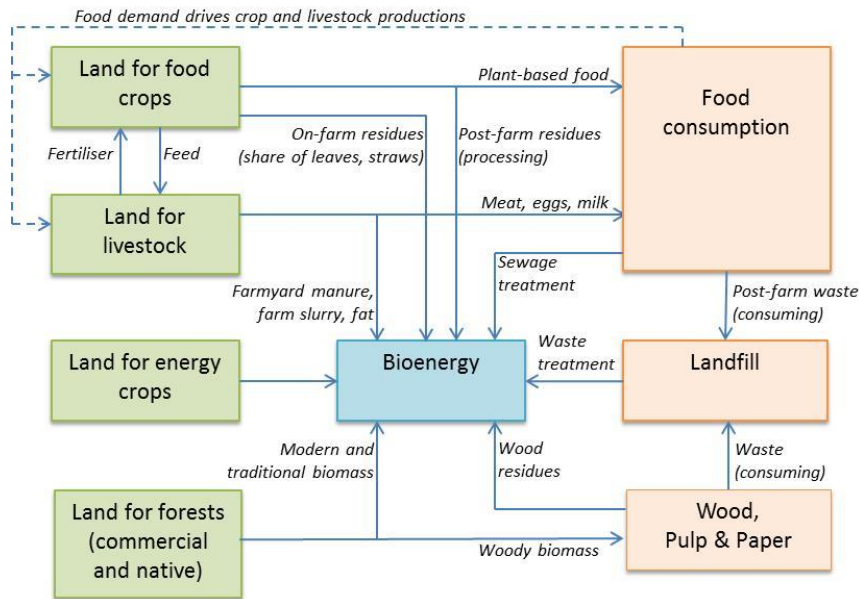 Food demand drives crop and livestock productions
Land for food
crops
Plant-based food
Food
consumption
On-farm residues
(share of leaves, straws)
Post-farm residues
(processing)
Fertiliser
Feed
Land for
livestock
Meat, eggs, milk
Sewage
treatment
Farmyard manure,
farm slurry, fat
Post-farm waste
(consuming)
Land for energy
crops
Bioenergy
Waste
treatment
Landfill
Modern and
traditional biomass
Wood
residues
Waste
(consuming)
Land for forests
(commercial
and native)
Woody biomass
Wood,
Pulp & Paper